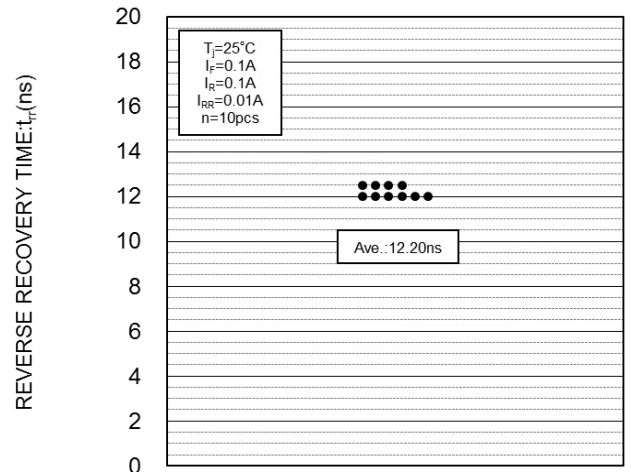 REVERSE RECOVERY TIME:trr(ns)
20
18
16
14
12
10
8
6
4
2
0
Tj=25°C
IF=0.1A
IR=0.1A
IRR=0.01A
n=10pcs
Ave.:12.20ns